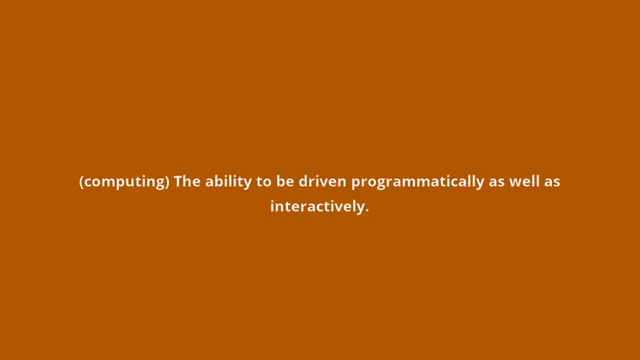 (computing) The ability to be driven programmatically as well as
interactively.